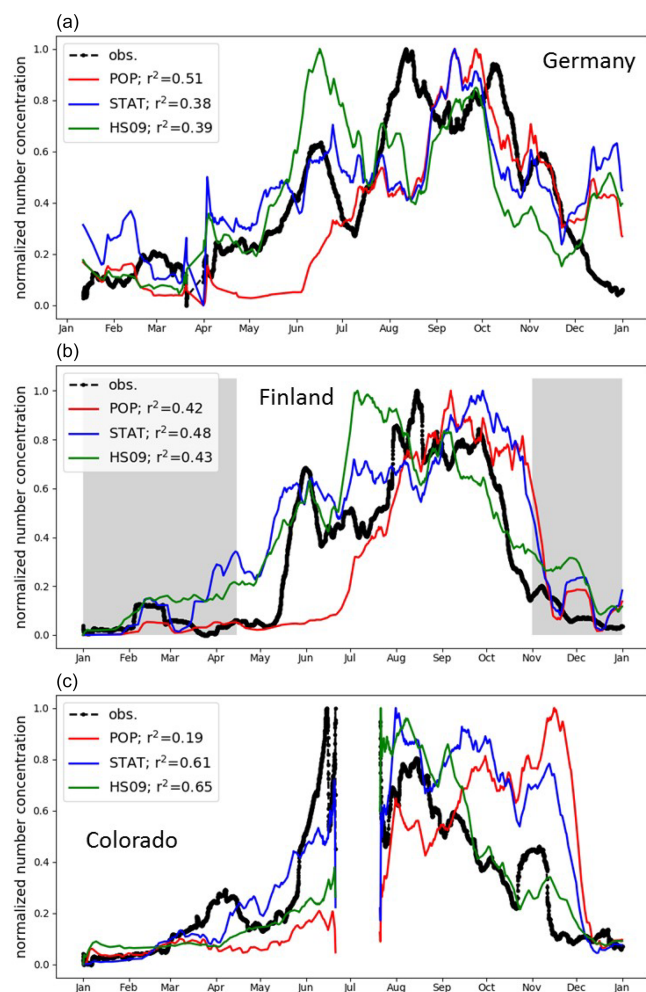 (a)
Germany
obs.
POP; r²=0.51
STAT; r²=0.38
HS09; r²=0.39
normalized number concentration
1.0
0.8
0.6
0.4
0.2
0.0
Jan Feb Mar Apr May Jun Jul Aug Sep Oct Nov Dec Jan
(b)
Finland
obs.
POP; r²=0.42
STAT; r²=0.48
HS09; r²=0.43
normalized number concentration
1.0
0.8
0.6
0.4
0.2
0.0
Jan Feb Mar Apr May Jun Jul Aug Sep Oct Nov Dec Jan
(c)
obs.
POP; r²=0.19
STAT; r²=0.61
HS09; r²=0.65
Colorado
normalized number concentration
1.0
0.8
0.6
0.4
0.2
0.0
Jan Feb Mar Apr May Jun Jul Aug Sep Oct Nov Dec Jan